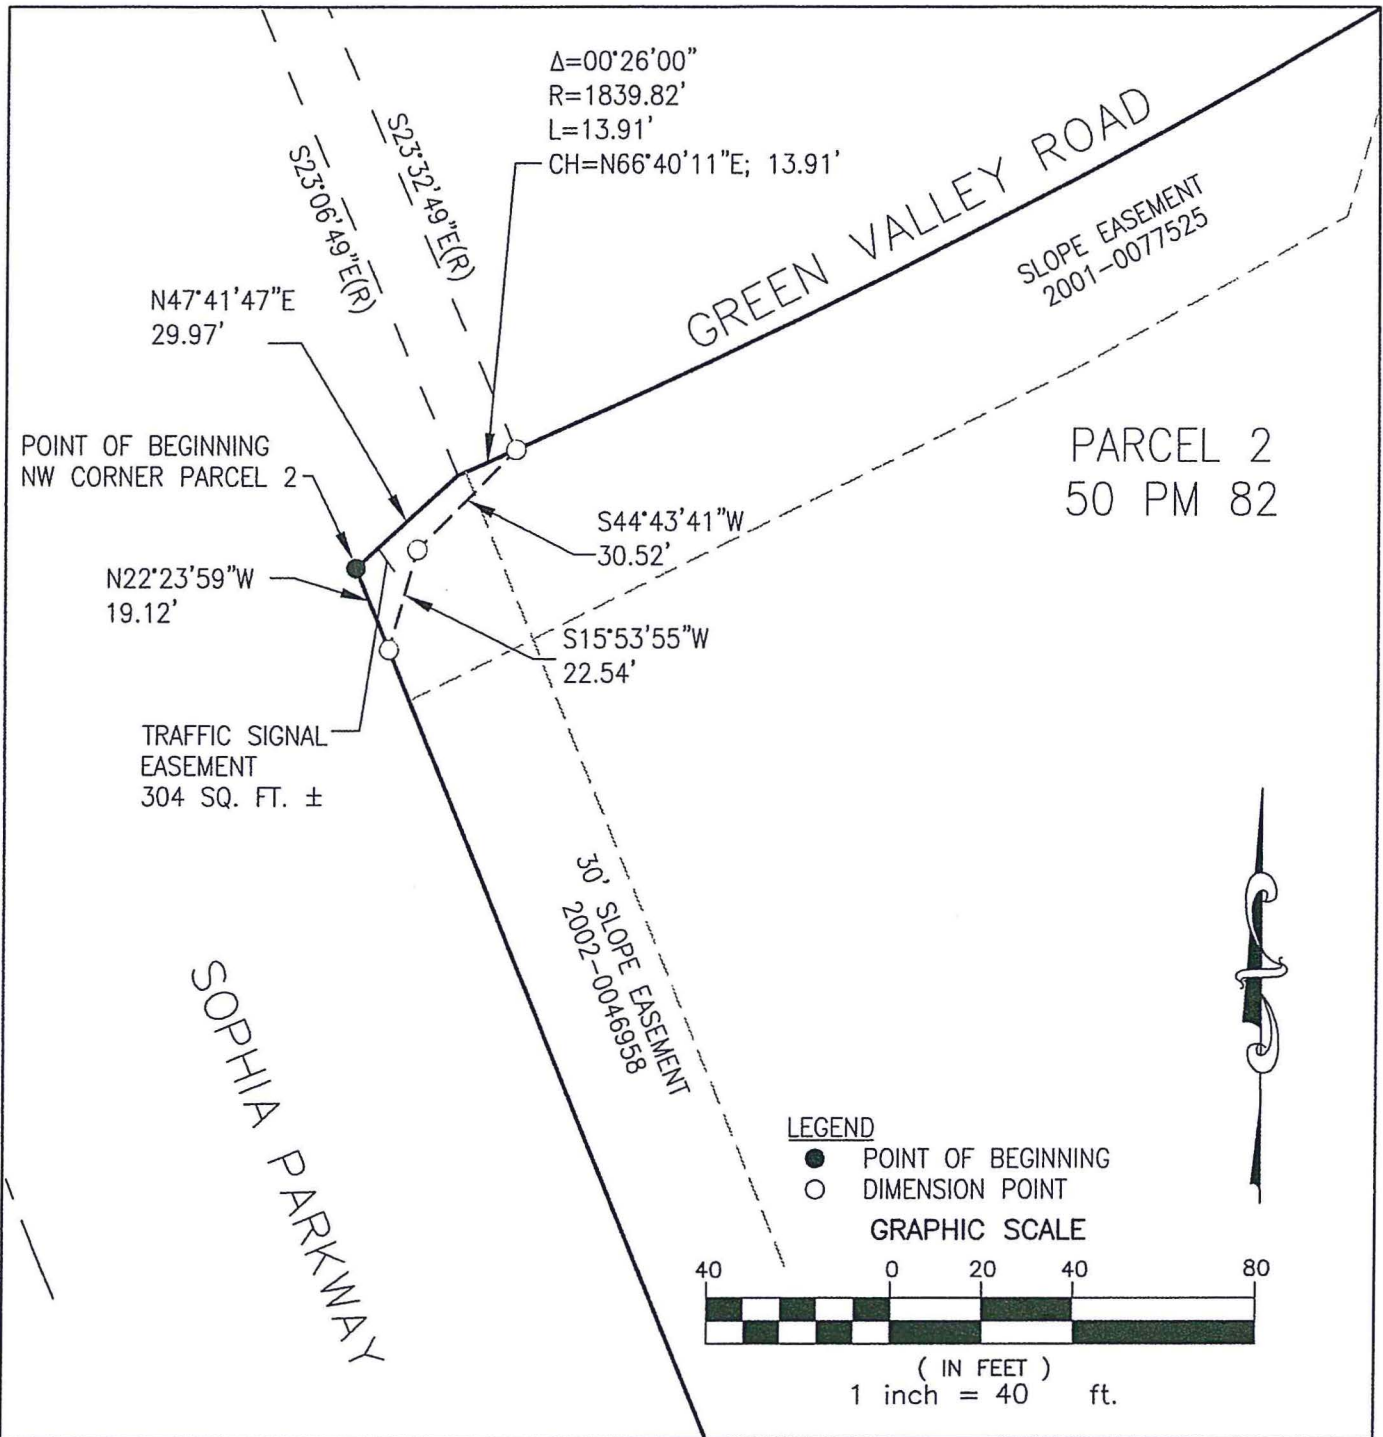 Δ=00°26'00"
R=1839.82'
L=13.91'
CH=N66°40'11"E; 13.91'
S23°32'49"E(R)
S23°06'49"E(R)
GREEN VALLEY ROAD
SLOPE EASEMENT
2001-0077525
N47°41'47"E
29.97'
POINT OF BEGINNING
NW CORNER PARCEL 2
PARCEL 2
50 PM 82
S44°43'41"W
30.52'
N22°23'59"W
19.12'
S15°53'55"W
22.54'
TRAFFIC SIGNAL
EASEMENT
304 SQ. FT. ±
30' SLOPE EASEMENT
2002-0046958
SOPHIA PARKWAY
LEGEND
POINT OF BEGINNING
DIMENSION POINT
GRAPHIC SCALE
40 0 20 40 80
( IN FEET )
1 inch = 40 ft.